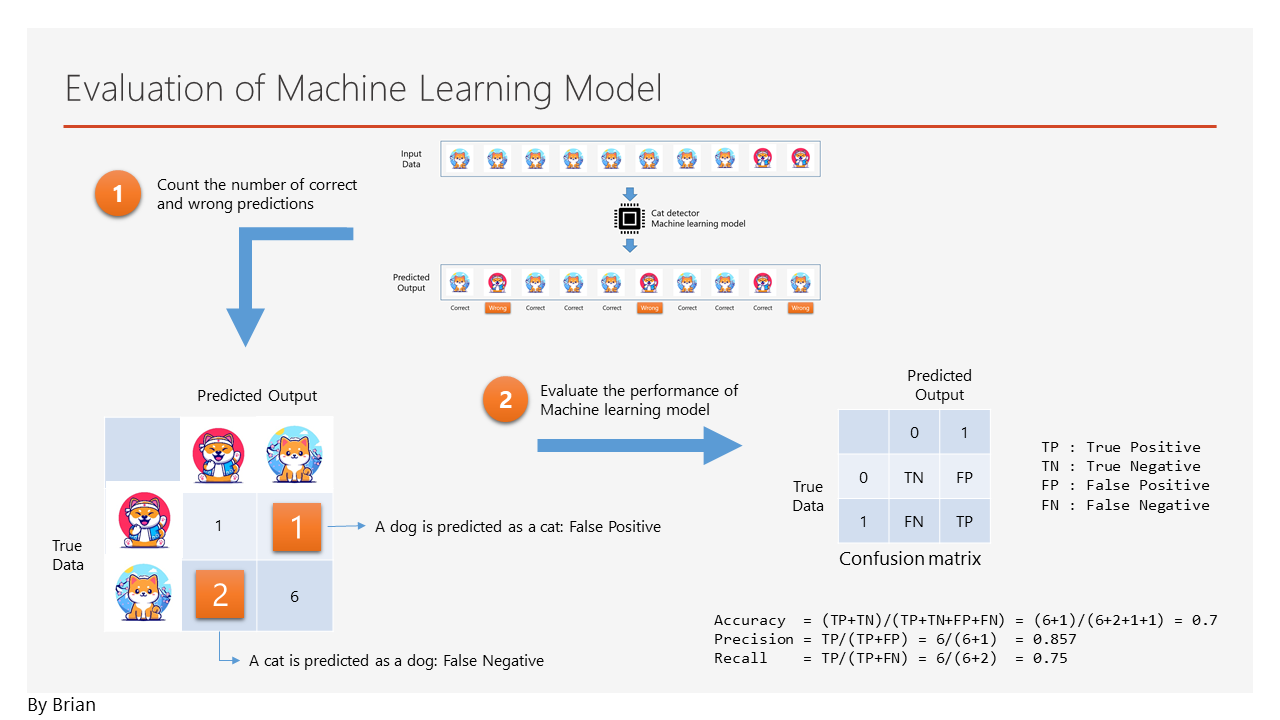 Evaluation of Machine Learning Model
Input
Data
1
Count the number of correct
and wrong predictions
Cat detector
Machine learning model
Predicted
Output
Correct Wrong Correct Correct Correct Wrong Correct Correct Correct Wrong
Predicted Output
True
Data
1 1
2 6
A dog is predicted as a cat: False Positive
A cat is predicted as a dog: False Negative
2
Evaluate the performance of
Machine learning model
Predicted
Output
True
Data
0 1
0 TN FP
1 FN TP
Confusion matrix
TP : True Positive
TN : True Negative
FP : False Positive
FN : False Negative
Accuracy = (TP+TN)/(TP+TN+FP+FN) = (6+1)/(6+2+1+1) = 0.7
Precision = TP/(TP+FP) = 6/(6+1) = 0.857
Recall = TP/(TP+FN) = 6/(6+2) = 0.75
By Brian